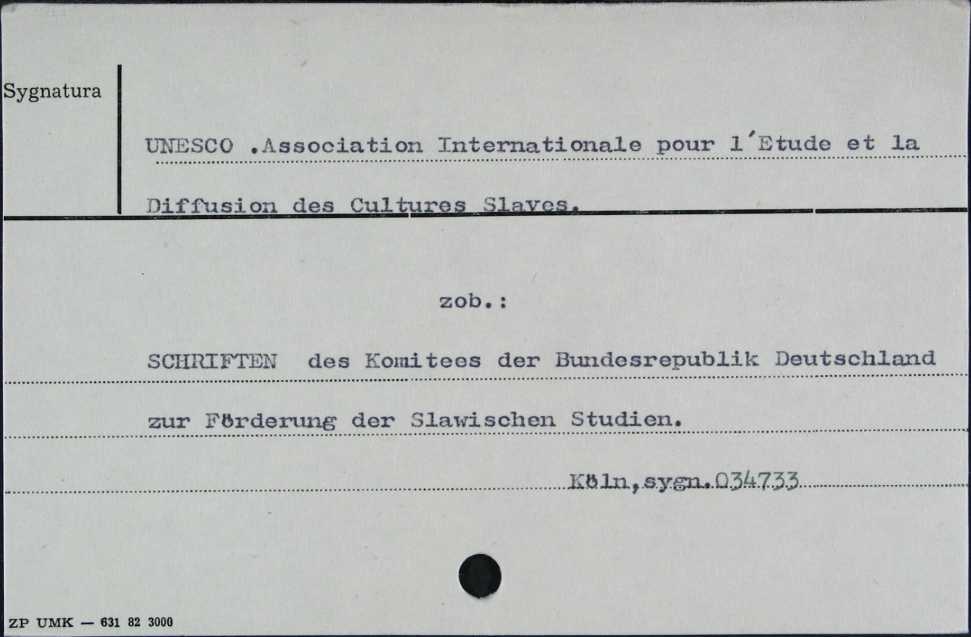 Sygnatura
UNESCO .Association Internationale pour l'Etude et la
Diffusion des Cultures Slaves.
zob.:
SCHRIFTEN des Komitees der Bundesrepublik Deutschland
zur Förderung der Slawischen Studien.
Köln,sygn.034733
ZP UMK — 631 82 3000